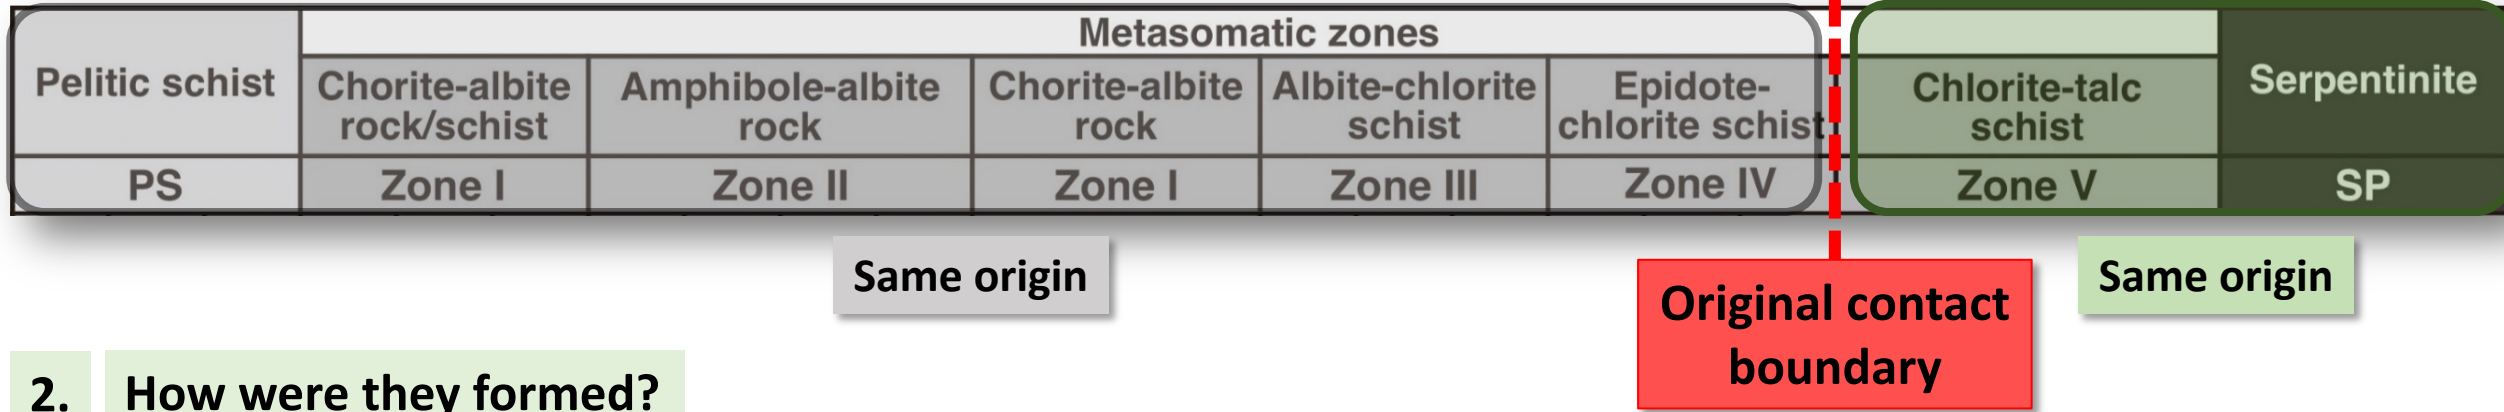 Metasomatic zones
Pelitic schist
Chorite-albite
rock/schist
Amphibole-albite
rock
Chorite-albite
rock
Albite-chlorite
schist
Epidote-
chlorite schist
Chlorite-talc
schist
Serpentinite
PS
Zone I
Zone II
Zone I
Zone III
Zone IV
Zone V
SP
Same origin
Original contact
boundary
Same origin
2.
How were they formed?